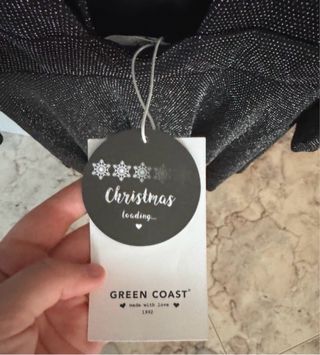 Christmas
loading...
GREEN COAST®
made with love
1992